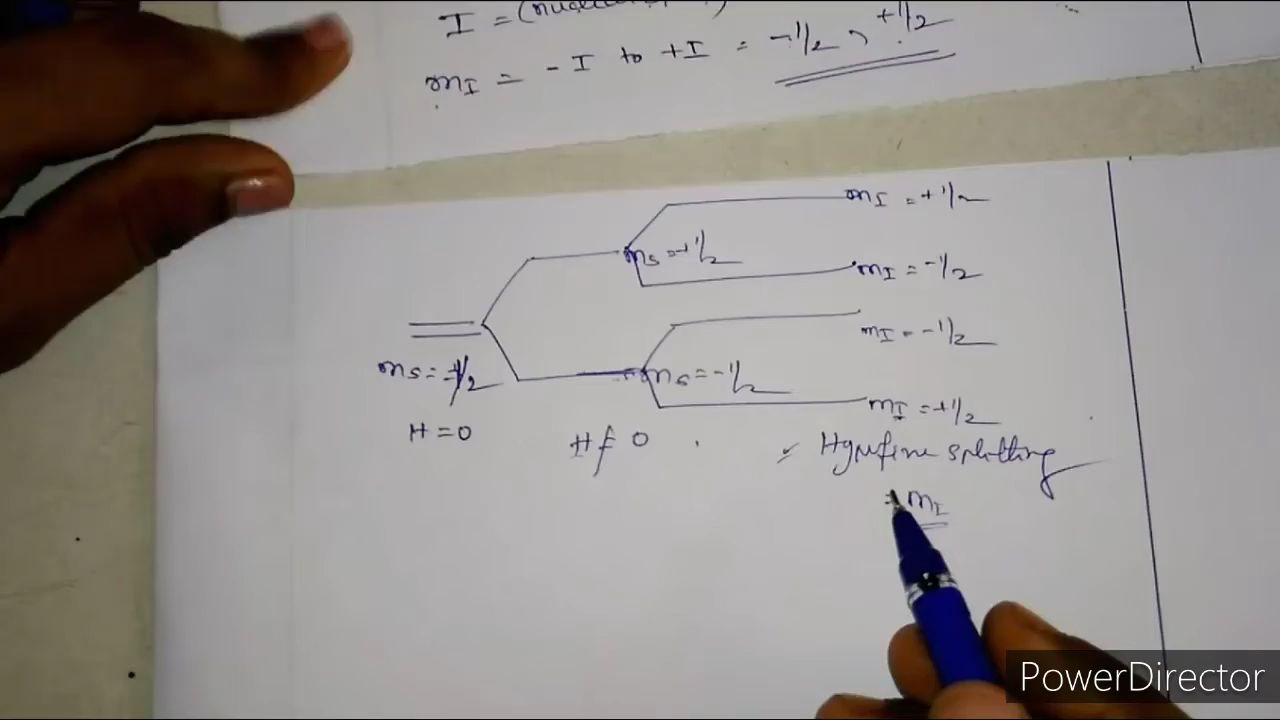 I = (
mI = - I to + I = -1/2, +1/2
mI = +1/2
ms = +1/2
mI = -1/2
mI = -1/2
ms = 1/2
ms = -1/2
mI = +1/2
H = 0
H ≠ 0
Hyperfine splitting
= mI
PowerDirector